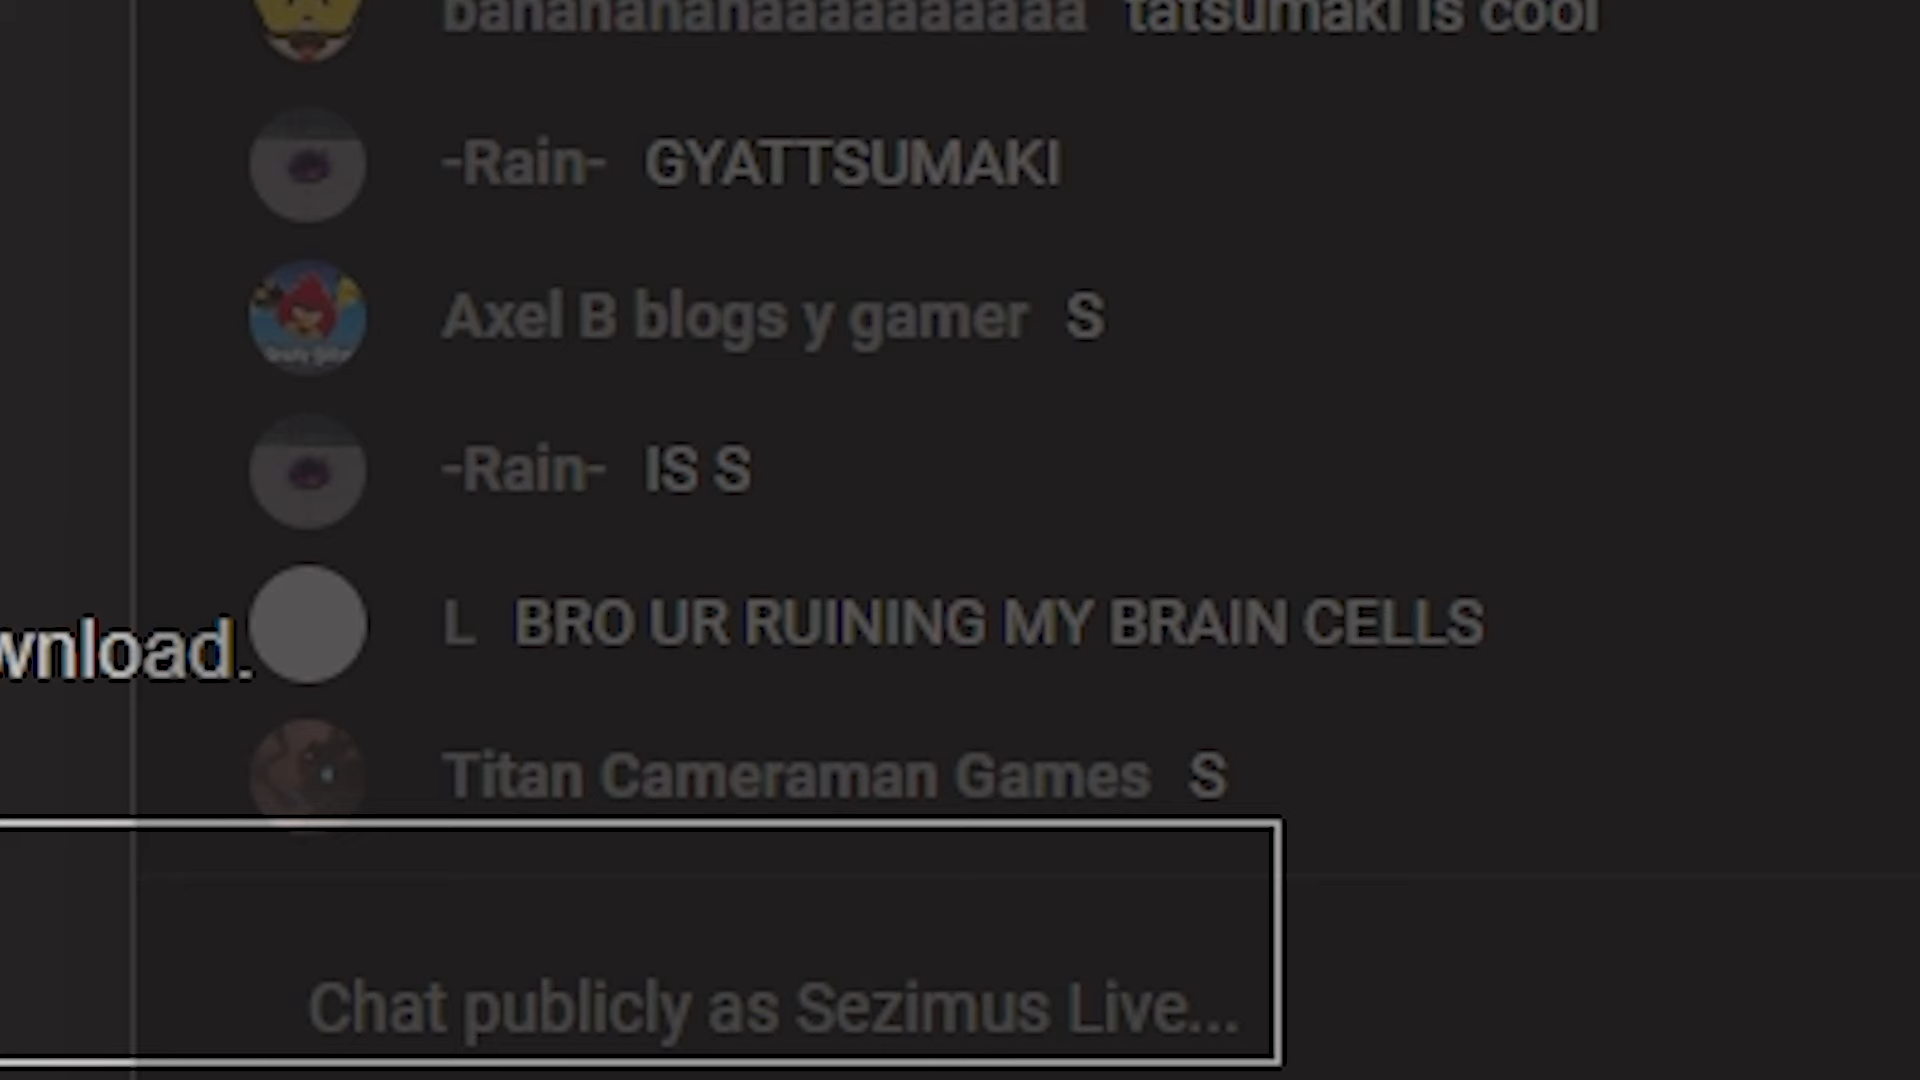 bananananaaaaaaaaaa tatsumaki is cool
-Rain- GYATTSUMAKI
Axel B blogs y gamer S
-Rain- IS S
L BRO UR RUINING MY BRAIN CELLS
wnload.
Titan Cameraman Games S
Chat publicly as Sezimus Live...